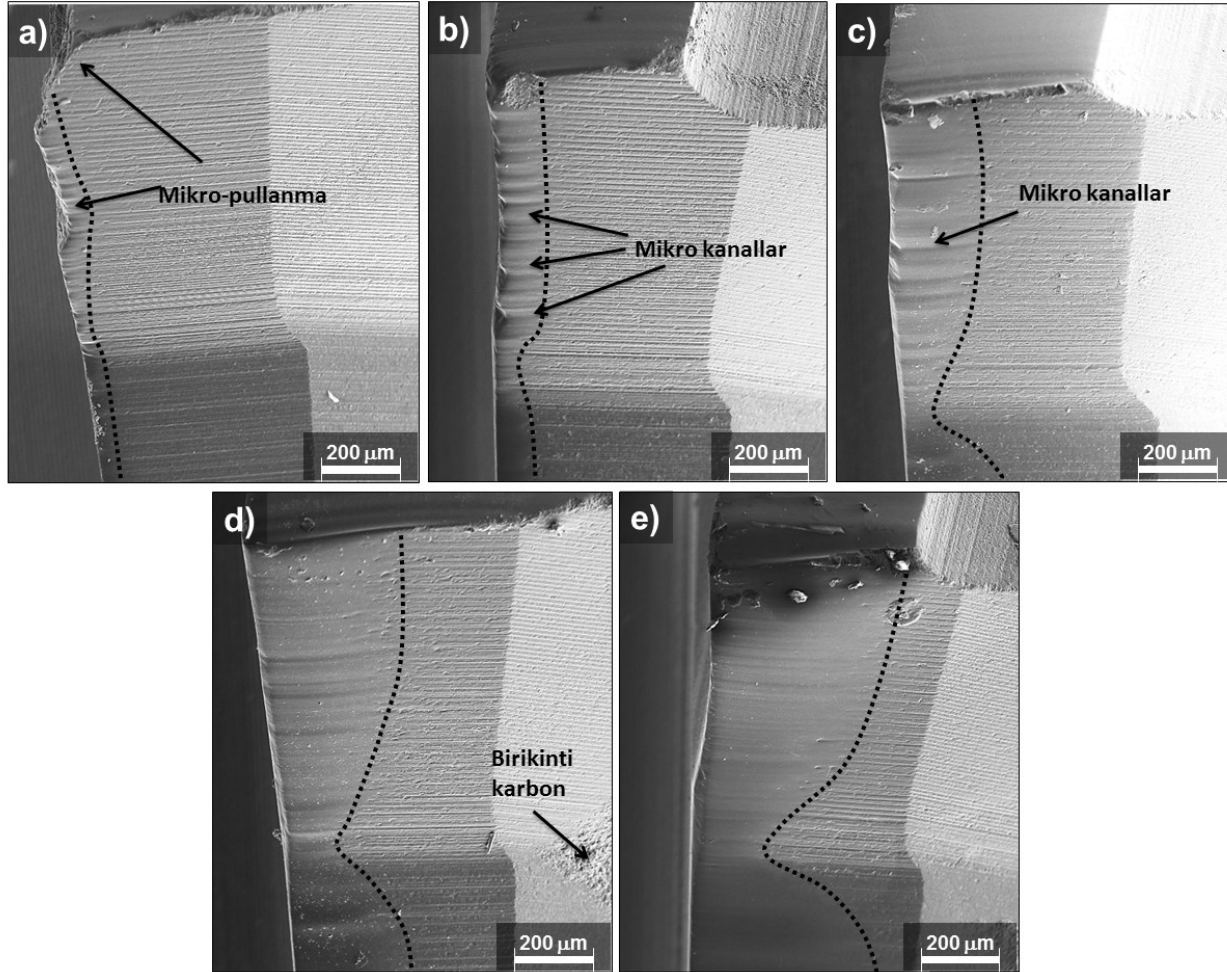 a)
Mikro-pullanma
200 µm
b)
Mikro kanallar
200 µm
c)
Mikro kanallar
200 µm
d)
Birikinti
karbon
200 µm
e)
200 µm